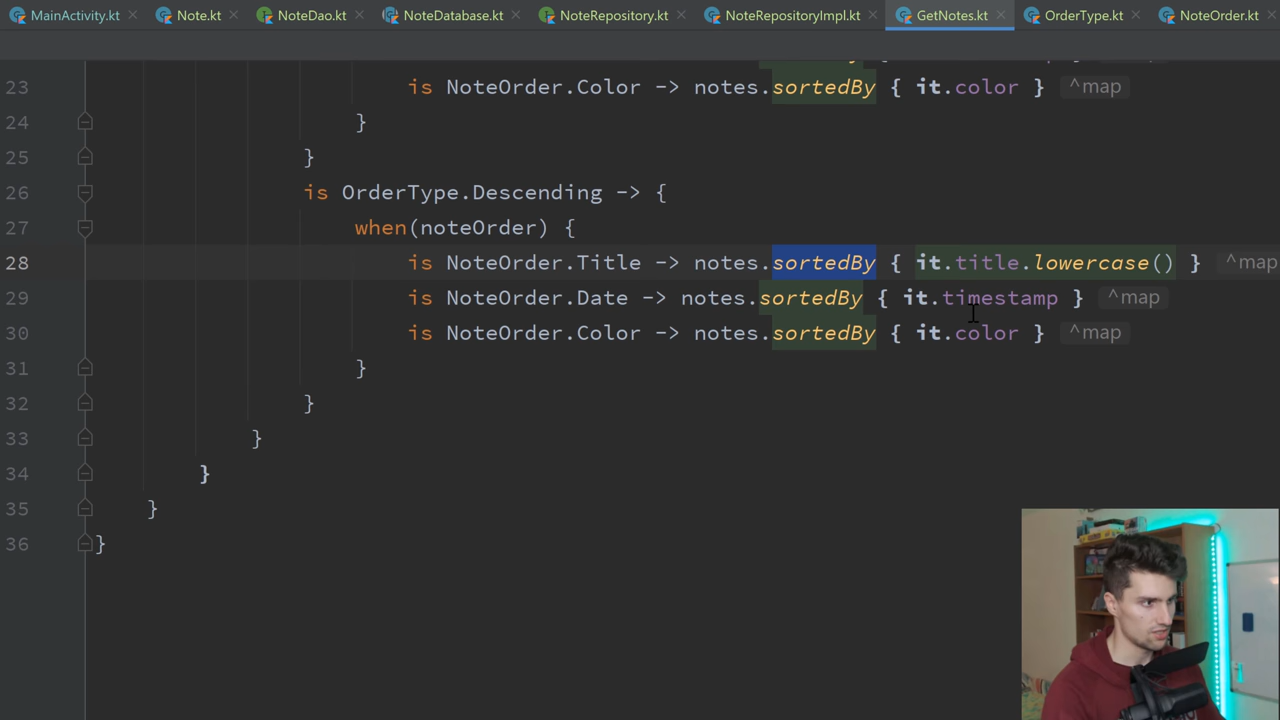 MainActivity.kt Note.kt NoteDao.kt NoteDatabase.kt NoteRepository.kt NoteRepositoryImpl.kt GetNotes.kt OrderType.kt NoteOrder.kt
23 is NoteOrder.Color -> notes.sortedBy { it.color } ^map
24 }
25 }
26 is OrderType.Descending -> {
27 when(noteOrder) {
28 is NoteOrder.Title -> notes.sortedBy { it.title.lowercase() } ^map
29 is NoteOrder.Date -> notes.sortedBy { it.timestamp } ^map
30 is NoteOrder.Color -> notes.sortedBy { it.color } ^map
31 }
32 }
33 }
34 }
35 }
36 }